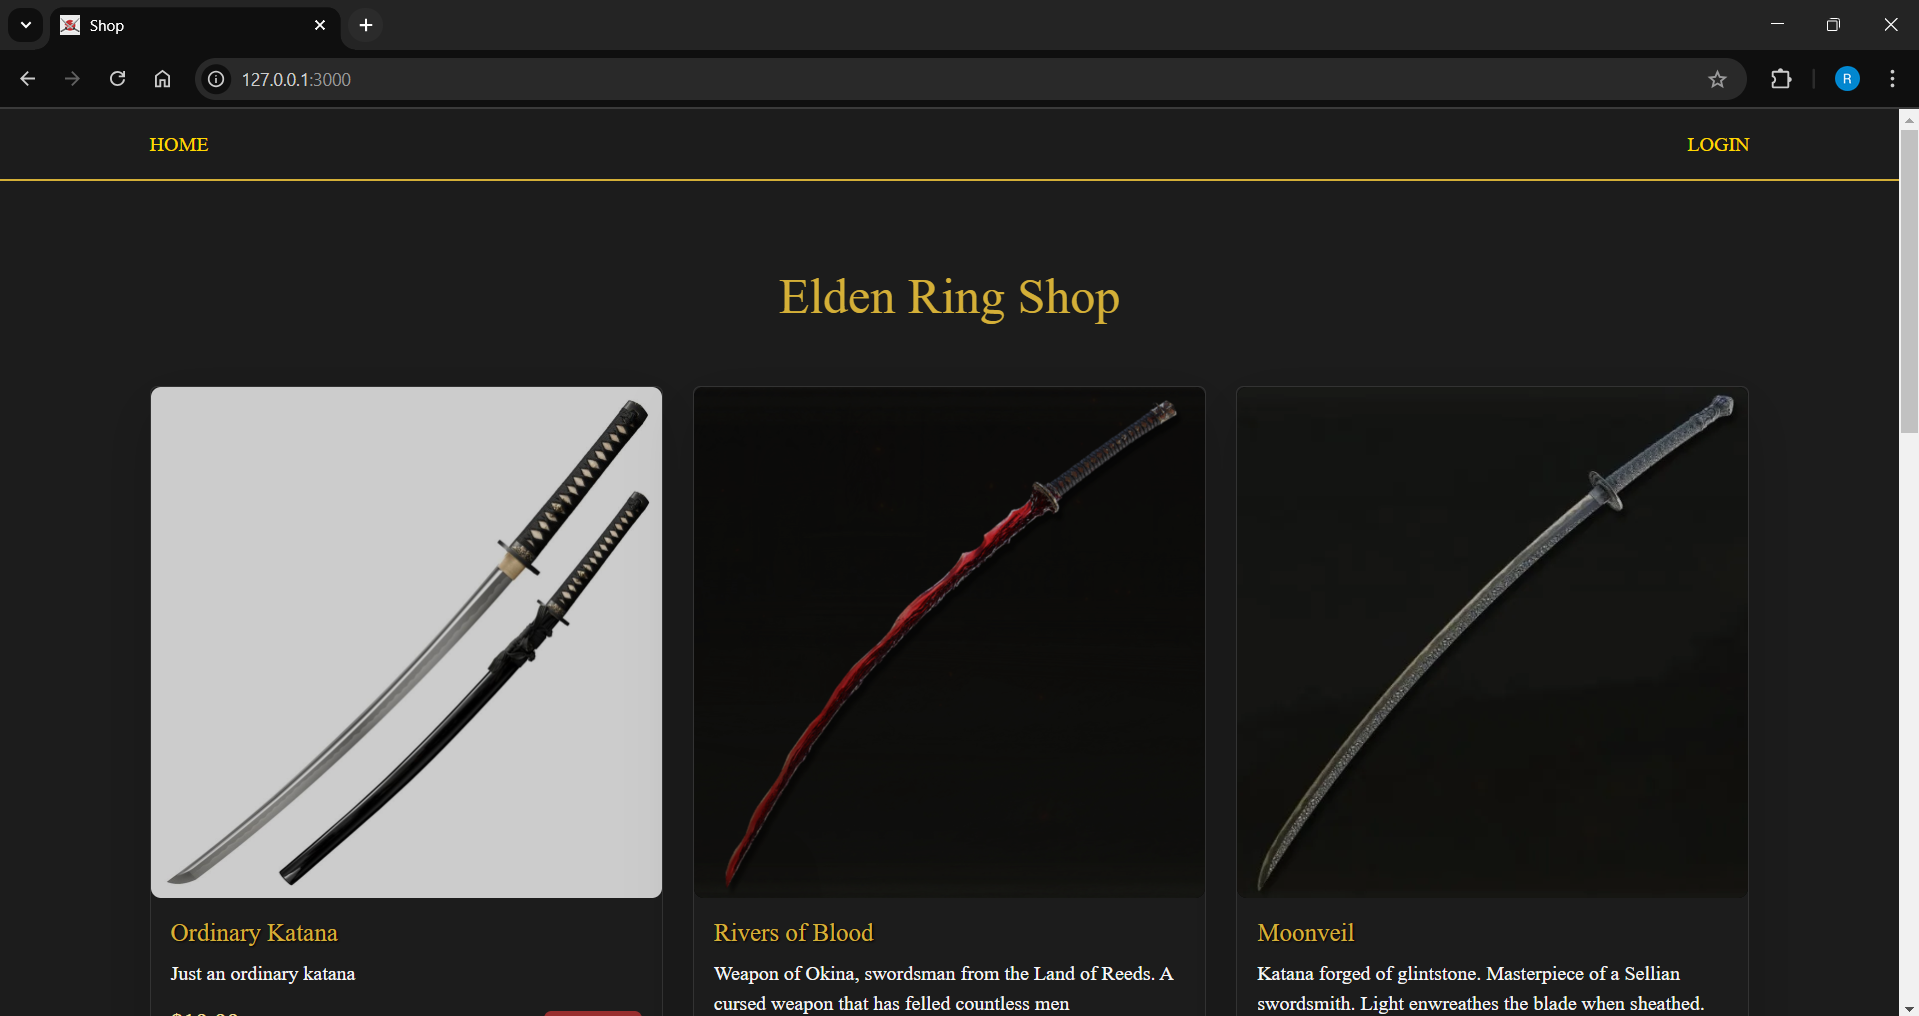 Shop
127.0.0.1:3000
R
HOME
LOGIN
Elden Ring Shop
Ordinary Katana
Just an ordinary katana
Rivers of Blood
Weapon of Okina, swordsman from the Land of Reeds. A
cursed weapon that has felled countless men
Moonveil
Katana forged of glintstone. Masterpiece of a Sellian
swordsmith. Light enwreathes the blade when sheathed.